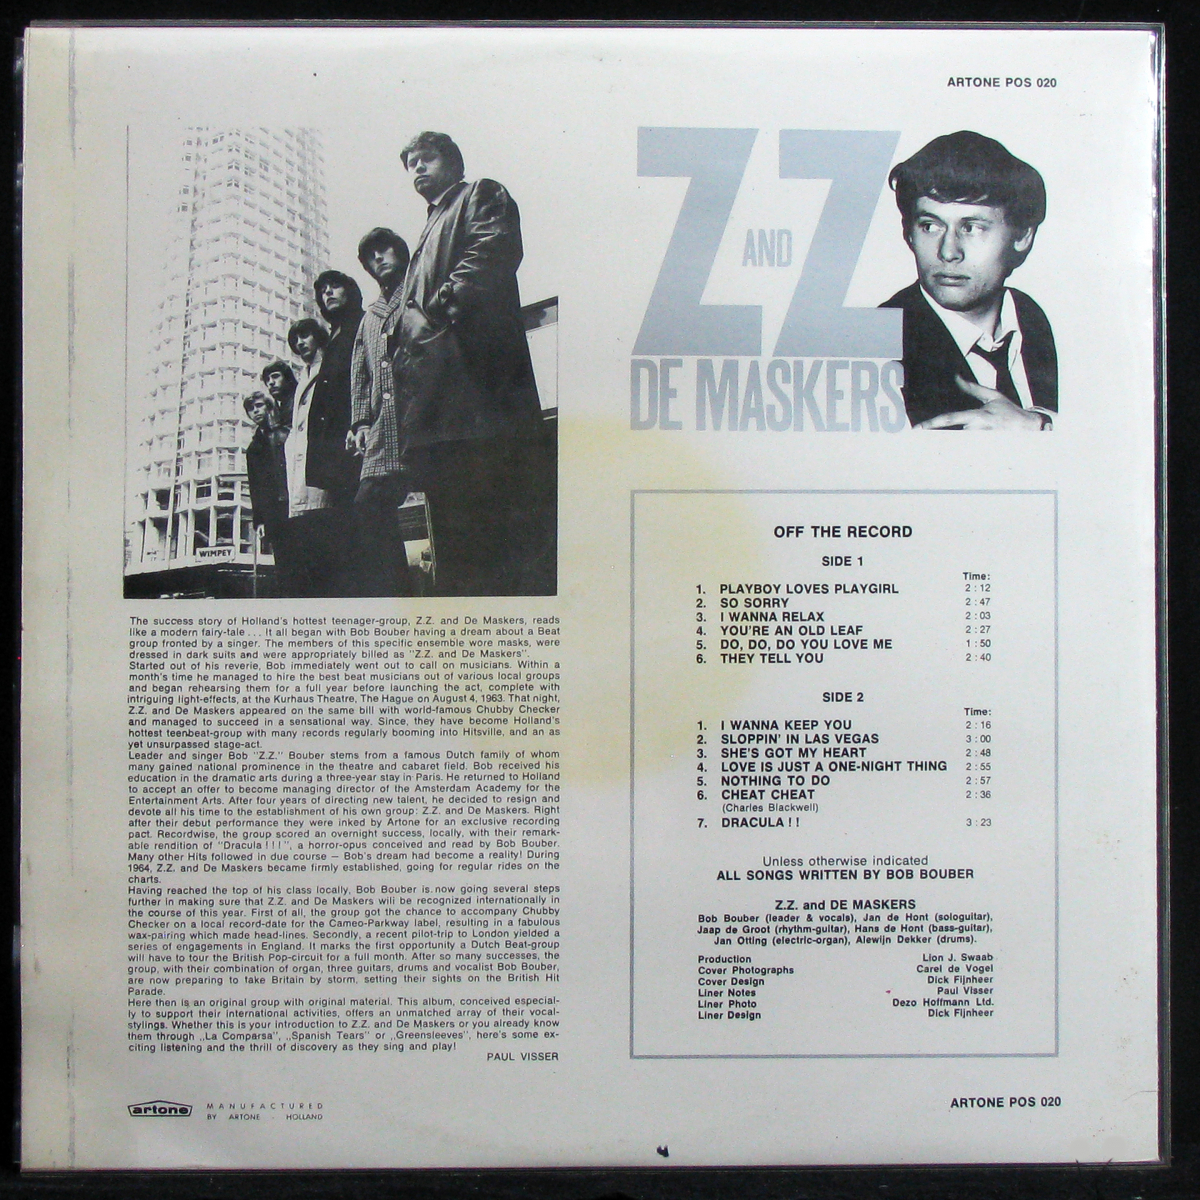 ARTONE POS 020
Z AND Z
DE MASKERS
WIMPEY
The success story of Holland's hottest teenager-group, Z.Z. and De Maskers, reads
like a modern fairy-tale . . . It all began with Bob Bouber having a dream about a Beat
group fronted by a singer. The members of this specific ensemble wore masks, were
dressed in dark suits and were appropriately billed as "Z.Z. and De Maskers".
Started out of his reverie, Bob immediately went out to call on musicians. Within a
month's time he managed to hire the best beat musicians out of various local groups
and began rehearsing them for a full year before launching the act, complete with
intriguing light-effects, at the Kurhaus Theatre, The Hague on August 4, 1963. That night,
Z.Z. and De Maskers appeared on the same bill with world-famous Chubby Checker
and managed to succeed in a sensational way. Since, they have become Holland's
hottest teenbeat-group with many records regularly booming into Hitsville, and an as
yet unsurpassed stage-act.
Leader and singer Bob "Z.Z." Bouber stems from a famous Dutch family of whom
many gained national prominence in the theatre and cabaret field. Bob received his
education in the dramatic arts during a three-year stay in Paris. He returned to Holland
to accept an offer to become managing director of the Amsterdam Academy for the
Entertainment Arts. After four years of directing new talent, he decided to resign and
devote all his time to the establishment of his own group: Z.Z. and De Maskers. Right
after their debut performance they were inked by Artone for an exclusive recording
pact. Recordwise, the group scored an overnight success, locally, with their remark-
able rendition of "Dracula ! ! !", a horror-opus conceived and read by Bob Bouber.
Many other Hits followed in due course — Bob's dream had become a reality! During
1964, Z.Z. and De Maskers became firmly established, going for regular rides on the
charts.
Having reached the top of his class locally, Bob Bouber is now going several steps
further in making sure that Z.Z. and De Maskers will be recognized internationally in
the course of this year. First of all, the group got the chance to accompany Chubby
Checker on a local record-date for the Cameo-Parkway label, resulting in a fabulous
wax-pairing which made head-lines. Secondly, a recent pilot-trip to London yielded a
series of engagements in England. It marks the first opportunity a Dutch Beat-group
will have to tour the British Pop-circuit for a full month. After so many successes, the
group, with their combination of organ, three guitars, drums and vocalist Bob Bouber,
are now preparing to take Britain by storm, setting their sights on the British Hit
Parade.
Here then is an original group with original material. This album, conceived especial-
ly to support their international activities, offers an unmatched array of their vocal-
stylings. Whether this is your introduction to Z.Z. and De Maskers or you already know
them through „La Comparsa", „Spanish Tears" or „Greensleeves", here's some ex-
citing listening and the thrill of discovery as they sing and play!
PAUL VISSER
OFF THE RECORD
SIDE 1
Time:
1. PLAYBOY LOVES PLAYGIRL 2 : 12
2. SO SORRY 2 : 47
3. I WANNA RELAX 2 : 03
4. YOU'RE AN OLD LEAF 2 : 27
5. DO, DO, DO YOU LOVE ME 1 : 50
6. THEY TELL YOU 2 : 40
SIDE 2
Time:
1. I WANNA KEEP YOU 2 : 16
2. SLOPPIN' IN LAS VEGAS 3 : 00
3. SHE'S GOT MY HEART 2 : 48
4. LOVE IS JUST A ONE-NIGHT THING 2 : 55
5. NOTHING TO DO 2 : 57
6. CHEAT CHEAT 2 : 36
(Charles Blackwell)
7. DRACULA ! ! 3 : 23
Unless otherwise indicated
ALL SONGS WRITTEN BY BOB BOUBER
Z.Z. and DE MASKERS
Bob Bouber (leader & vocals), Jan de Hont (sologuitar),
Jaap de Groot (rhythm-guitar), Hans de Hont (bass-guitar),
Jan Otting (electric-organ), Alewijn Dekker (drums).
Production Lion J. Swaab
Cover Photographs Carel de Vogel
Cover Design Dick Fijnheer
Liner Notes Paul Visser
Liner Photo Dezo Hoffmann Ltd.
Liner Design Dick Fijnheer
artone MANUFACTURED
BY ARTONE - HOLLAND
ARTONE POS 020